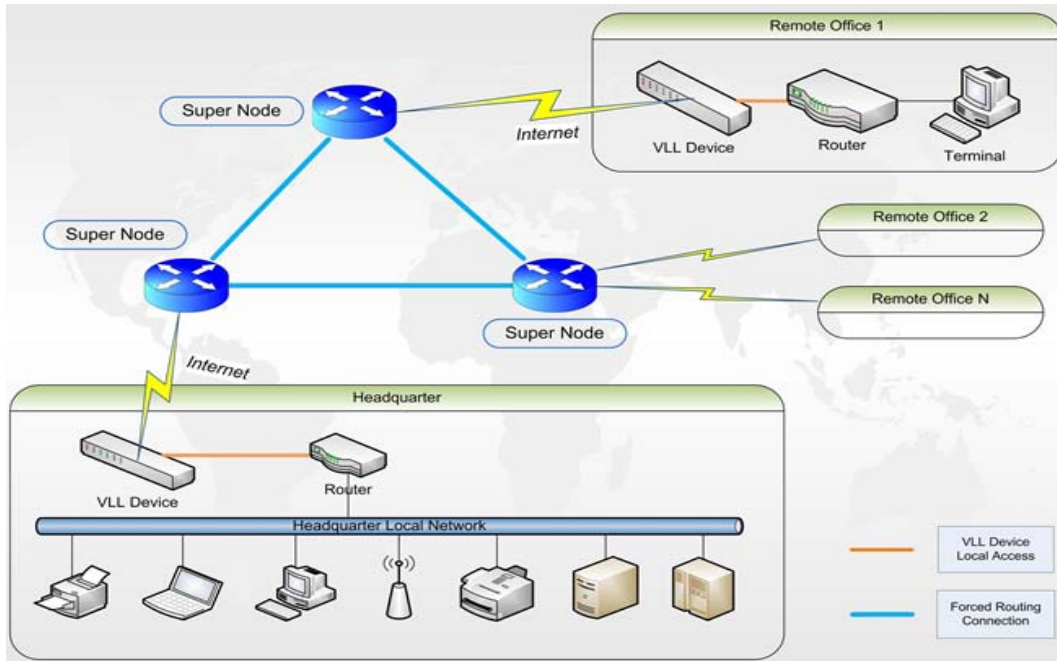 Remote Office 1
Super Node
Internet
VLL Device
Router
Terminal
Super Node
Remote Office 2
Remote Office N
Super Node
Internet
Headquarter
VLL Device
Router
Headquarter Local Network
VLL Device
Local Access
Forced Routing
Connection